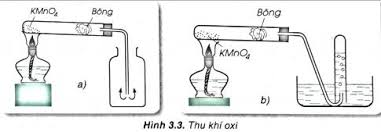 KMnO₄ Bông
a)
Bông
KMnO₄
b)
Hình 3.3. Thu khí oxi